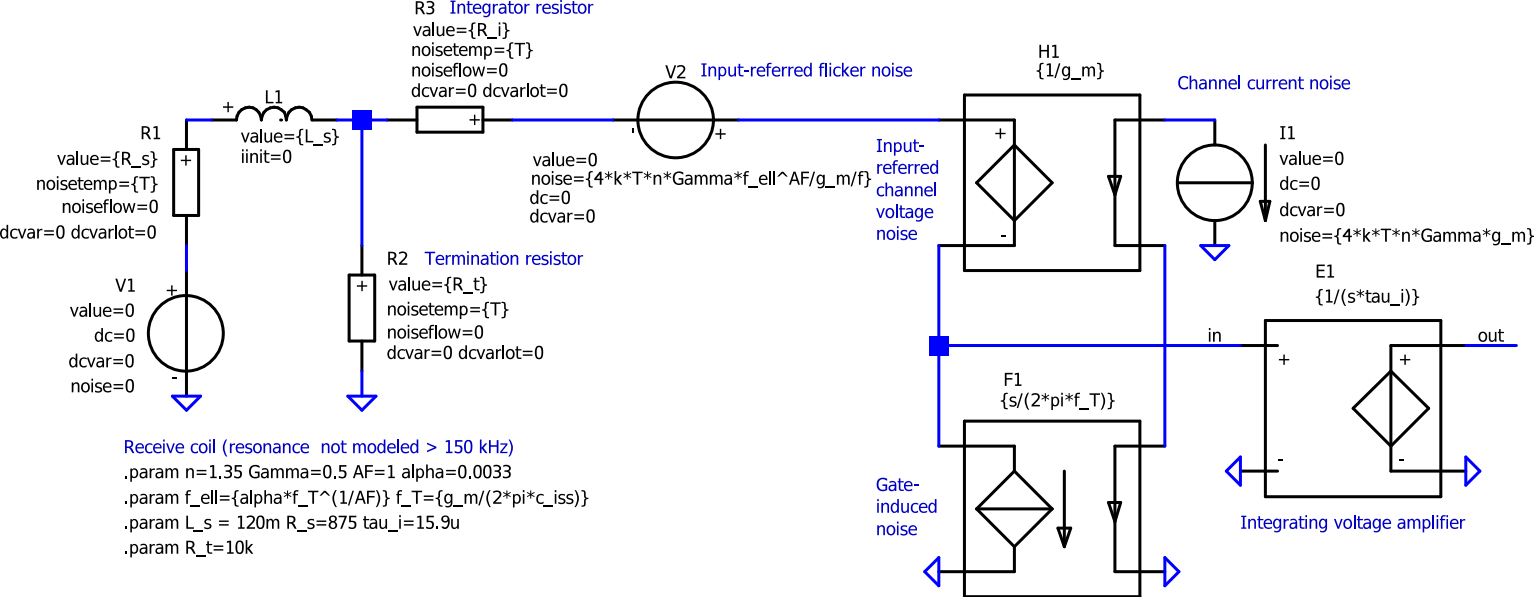 R3 Integrator resistor
value={R_i}
noisetemp={T}
noiseflow=0
dcvar=0 dcvarlot=0
V2 Input-referred flicker noise
H1
{1/g_m}
Channel current noise
+ L1
value={L_s}
iinit=0
R1
value={R_s}
noisetemp={T}
noiseflow=0
dcvar=0 dcvarlot=0
+
+
-
+
value=0
noise={4*k*T*n*Gamma*f_ell^AF/g_m/f}
dc=0
dcvar=0
Input-
referred
channel
voltage
noise
+
-
I1
value=0
dc=0
dcvar=0
noise={4*k*T*n*Gamma*g_m}
R2 Termination resistor
value={R_t}
noisetemp={T}
noiseflow=0
dcvar=0 dcvarlot=0
+
V1
value=0
dc=0
dcvar=0
noise=0
+
-
E1
{1/(s*tau_i)}
in
out
+
+
-
-
Integrating voltage amplifier
F1
{s/(2*pi*f_T)}
Gate-
induced
noise
Receive coil (resonance not modeled > 150 kHz)
.param n=1.35 Gamma=0.5 AF=1 alpha=0.0033
.param f_ell={alpha*f_T^(1/AF)} f_T={g_m/(2*pi*c_iss)}
.param L_s = 120m R_s=875 tau_i=15.9u
.param R_t=10k